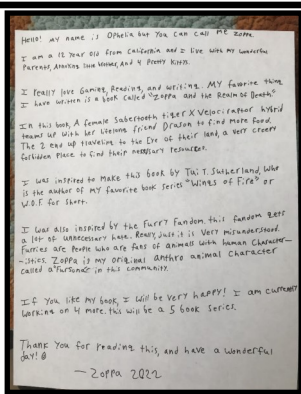 Hello! my name is Ophelia but You can call me zoppa.
I am a 12 Year old from California and I live with my wonderful
Parents, Annoying little brother, And 4 Pretty Kittys.
I really love Gaming, Reading, and writing. My favorite thing
I have written is a book called "Zoppa and the Realm of Death"
In this book, A female Sabertooth tiger X Velociraptor hybrid
teams up with her lifelong friend Drason to find more food.
The 2 end up traveling to the Eye of their land, a very creepy
forbidden Place to find their necessary resources.
I was inspired to make this book by Tui. T. Sutherland, Who
is the author of MY favorite book series "Wings of Fire" or
W.O.F. for Short.
I was also inspired by the Furry Fandom. this fandom gets
a lot of unnecessary hate. Really, Just it is Very misunderstood.
Furries are People who are fans of animals with human Character-
-istics. Zoppa is my original anthro animal Character
called a "Fursona" in this community.
If You like my book, I will be very happy! I am currently
working on 4 more. this will be a 5 book series.
Thank You for reading this, and have a wonderful
day!
— Zoppa 2022